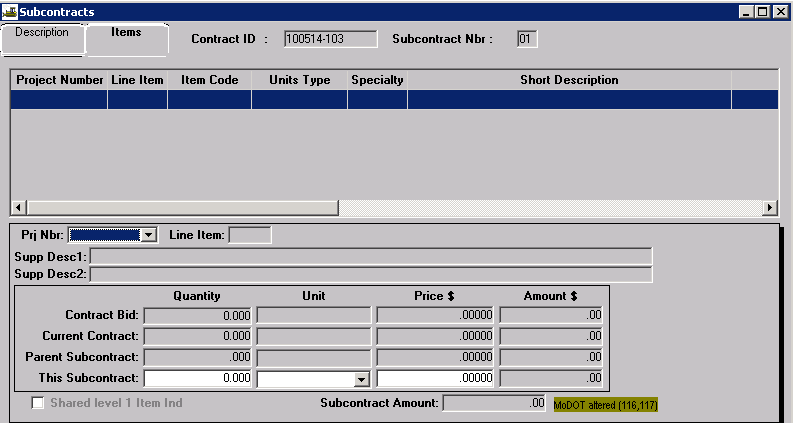 Subcontracts
Description Items Contract ID : 100514-103 Subcontract Nbr : 01
Project Number Line Item Item Code Units Type Specialty Short Description
Prj Nbr: Line Item:
Supp Desc1:
Supp Desc2:
Quantity Unit Price $ Amount $
Contract Bid: 0.000 .00000 .00
Current Contract: 0.000 .00000 .00
Parent Subcontract: .000 .00000 .00
This Subcontract: 0.000 .00000 .00
Shared level 1 Item Ind Subcontract Amount: .00 MoDOT altered (116,117)